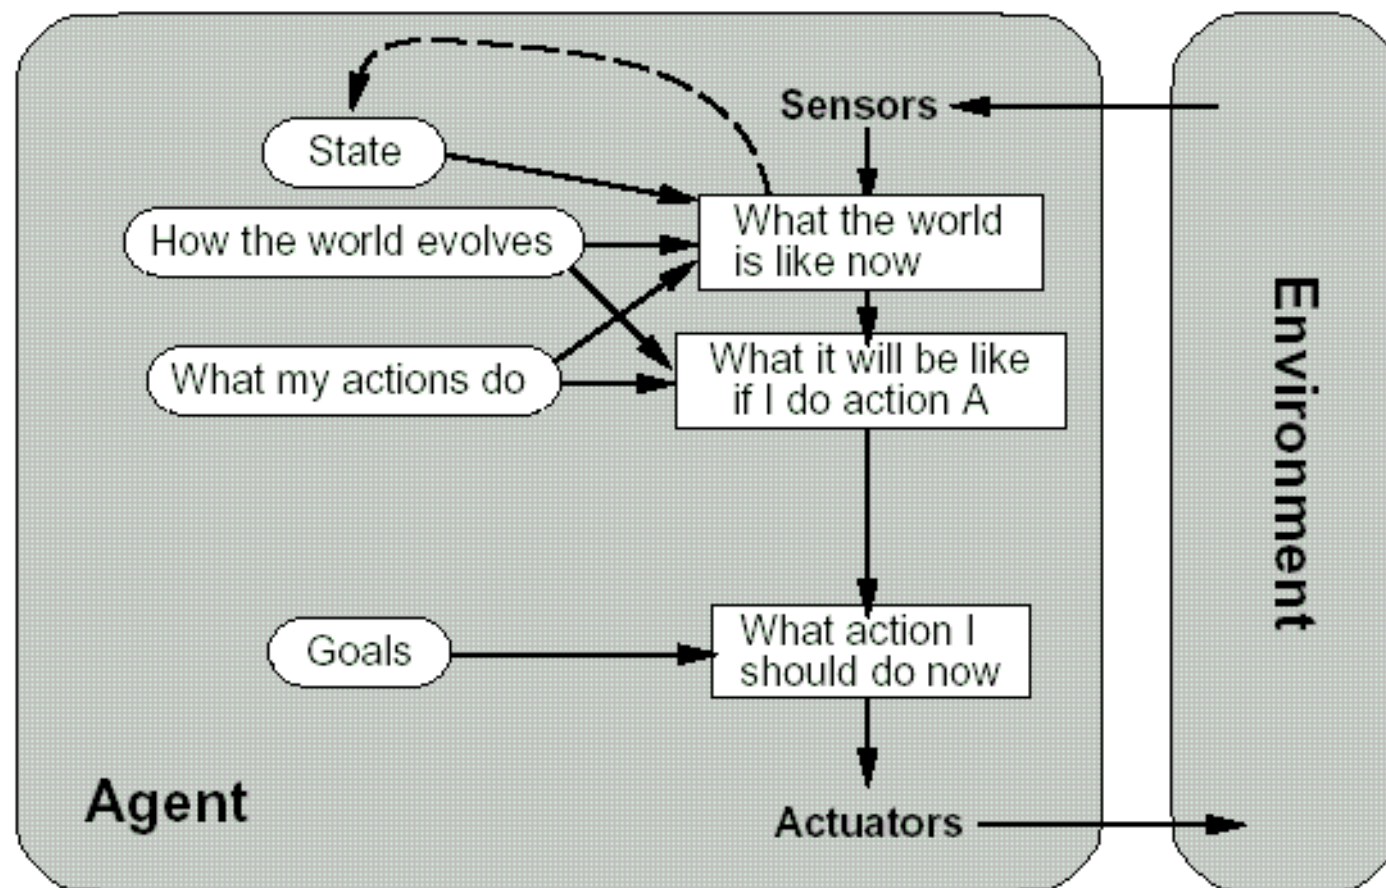 Sensors
State
What the world
is like now
How the world evolves
What my actions do
What it will be like
if I do action A
Goals
What action I
should do now
Agent
Actuators
Environment